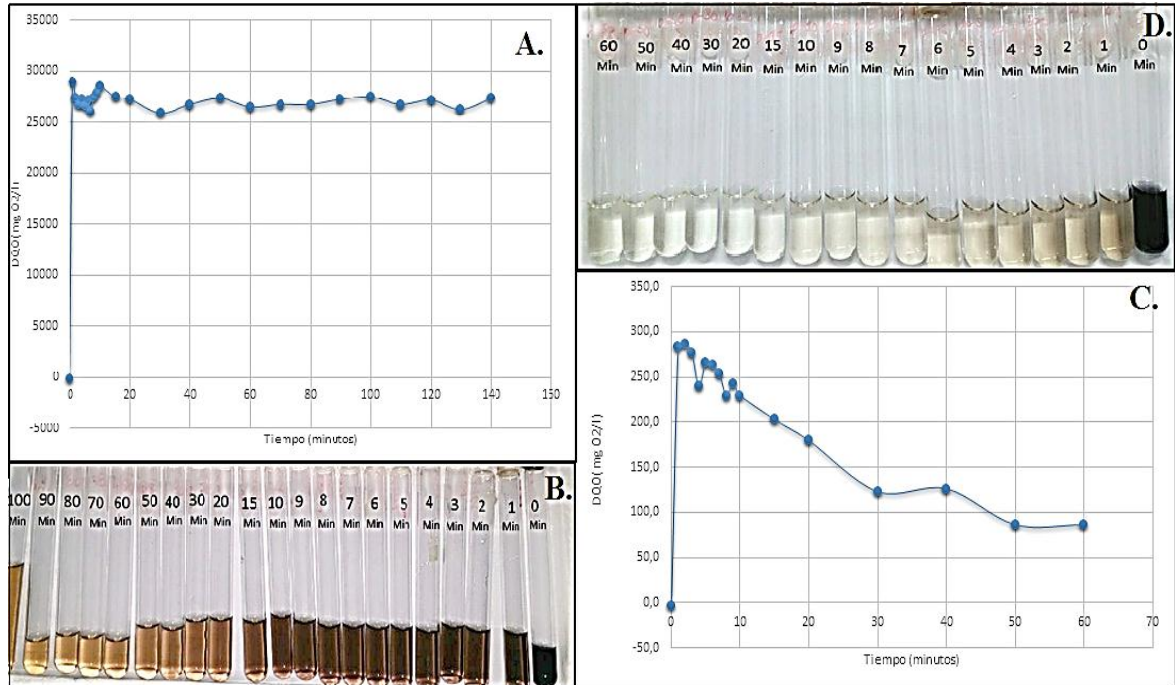 A.
35000
30000
25000
20000
15000
10000
5000
0
-5000
DQO ( mg O2/l)
0 20 40 60 80 100 120 140 160
Tiempo (minutos)
D.
60 50 40 30 20 15 10 9 8 7 6 5 4 3 2 1 0
Min Min Min Min Min Min Min Min Min Min Min Min Min Min Min Min Min
B.
100 90 80 70 60 50 40 30 20 15 10 9 8 7 6 5 4 3 2 1 0
Min Min Min Min Min Min Min Min Min Min Min Min Min Min Min Min Min Min Min Min Min
C.
350,0
300,0
250,0
200,0
150,0
100,0
50,0
0,0
-50,0
DQO ( mg O2/l)
0 10 20 30 40 50 60 70
Tiempo (minutos)